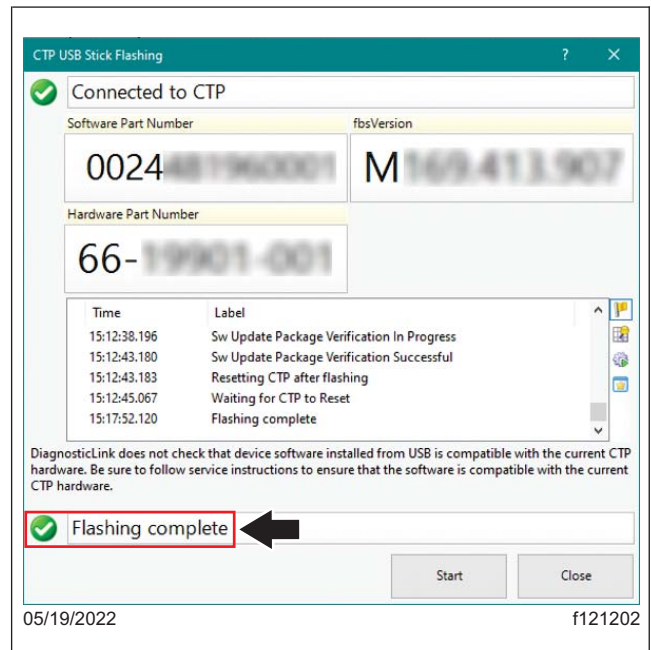 CTP USB Stick Flashing ? ×
Connected to CTP
Software Part Number fbsVersion
0024 M
Hardware Part Number
66-
Time Label
15:12:38.196 Sw Update Package Verification In Progress
15:12:43.180 Sw Update Package Verification Successful
15:12:43.183 Resetting CTP after flashing
15:12:45.067 Waiting for CTP to Reset
15:17:52.120 Flashing complete
DiagnosticLink does not check that device software installed from USB is compatible with the current CTP
hardware. Be sure to follow service instructions to ensure that the software is compatible with the current
CTP hardware.
Flashing complete
Start Close
05/19/2022 f121202